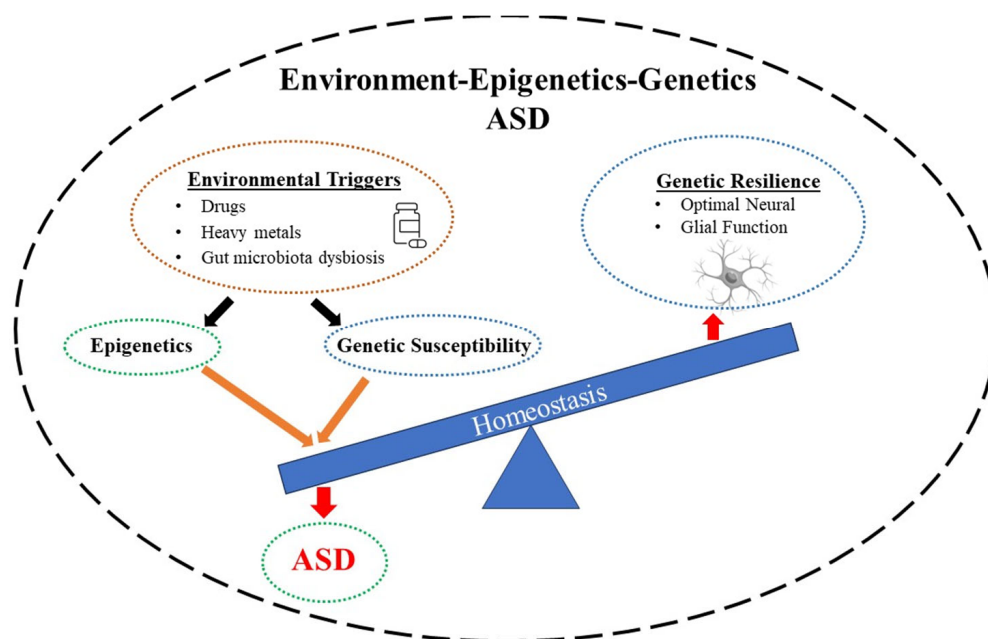 Environment-Epigenetics-Genetics
ASD
Environmental Triggers
• Drugs
• Heavy metals
• Gut microbiota dysbiosis
Genetic Resilience
• Optimal Neural
• Glial Function
Epigenetics
Genetic Susceptibility
Homeostasis
ASD